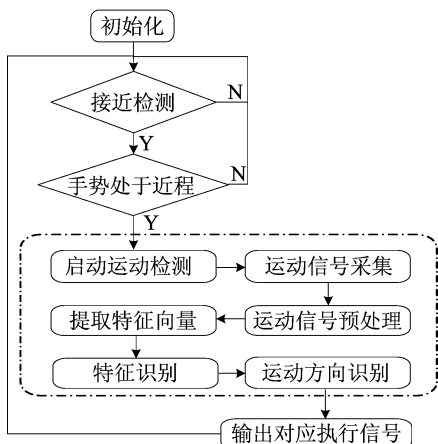 初始化
接近检测
N
Y
手势处于近程
N
Y
启动运动检测
运动信号采集
提取特征向量
运动信号预处理
特征识别
运动方向识别
输出对应执行信号